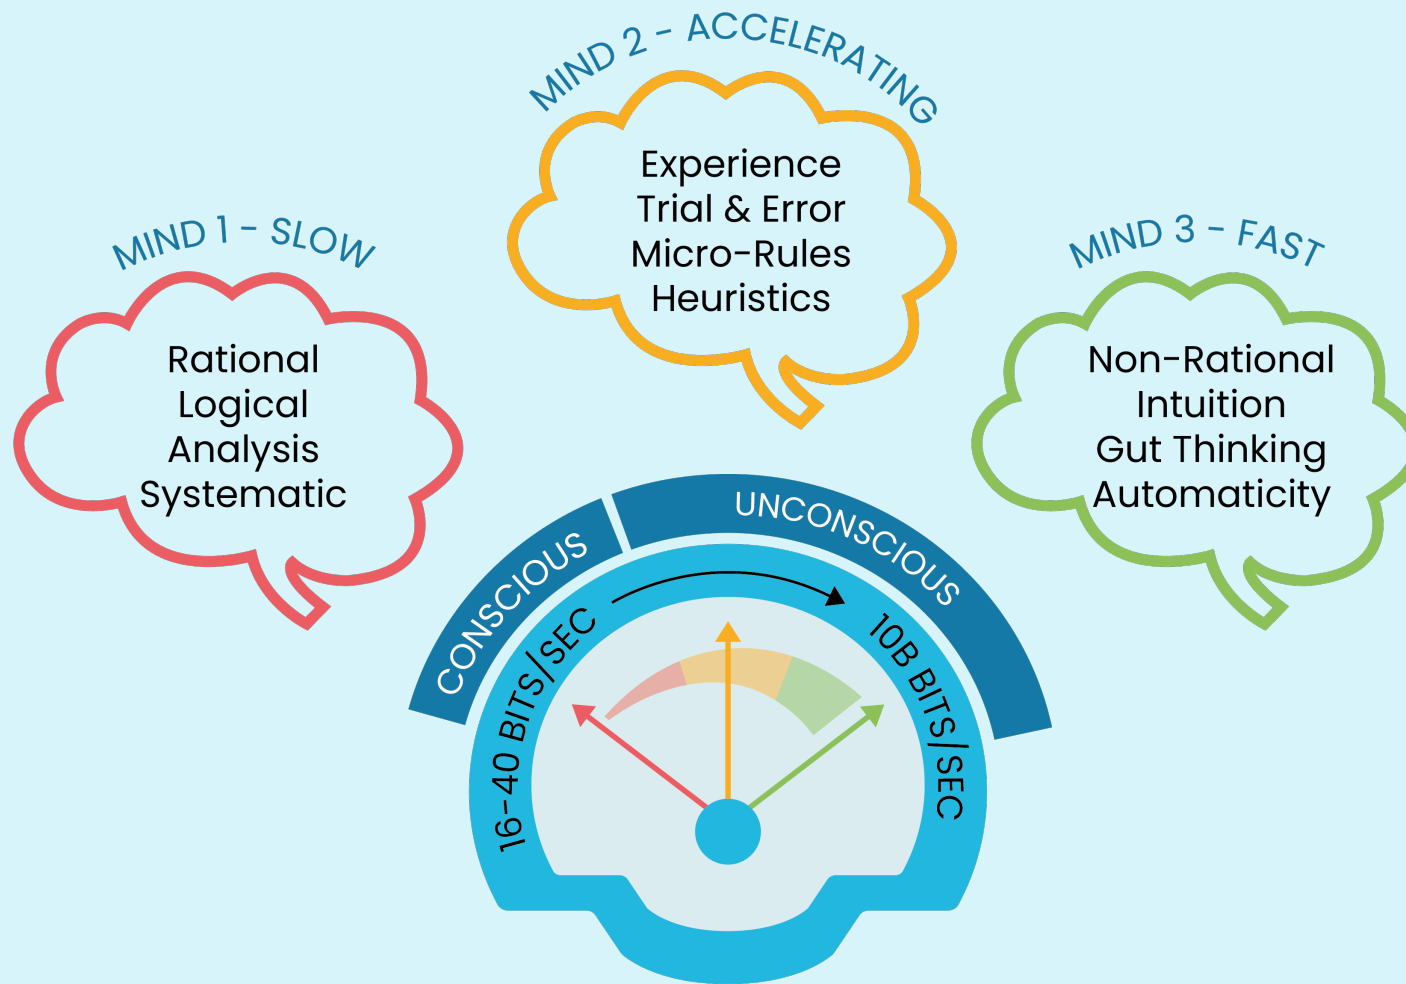 MIND 1 - SLOW
Rational
Logical
Analysis
Systematic
MIND 2 - ACCELERATING
Experience
Trial & Error
Micro-Rules
Heuristics
MIND 3 - FAST
Non-Rational
Intuition
Gut Thinking
Automaticity
CONSCIOUS
UNCONSCIOUS
16-40 BITS/SEC
10B BITS/SEC